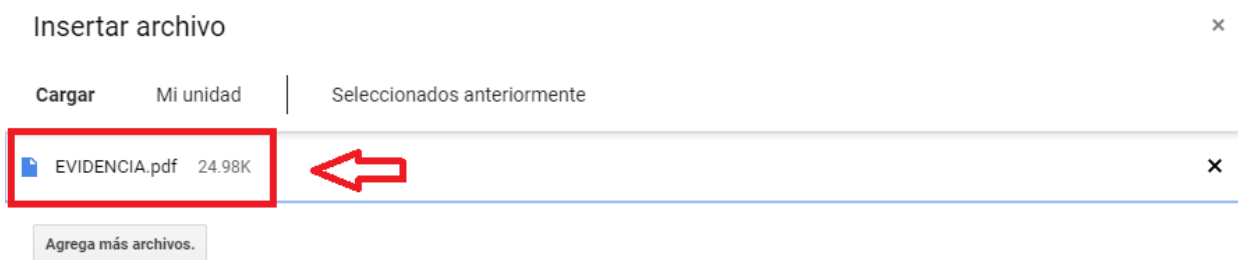 Insertar archivo
Cargar Mi unidad Seleccionados anteriormente
EVIDENCIA.pdf 24.98K
Agrega más archivos.